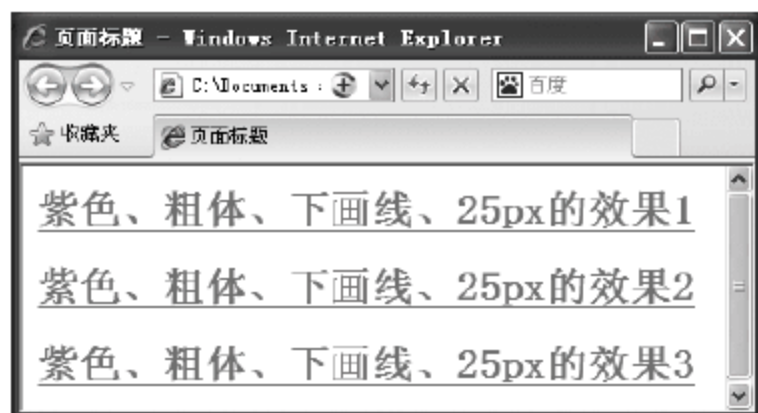 页面标题 - Windows Internet Explorer
C:\Documents : 百度
收藏夹 页面标题
紫色、粗体、下画线、25px的效果1
紫色、粗体、下画线、25px的效果2
紫色、粗体、下画线、25px的效果3